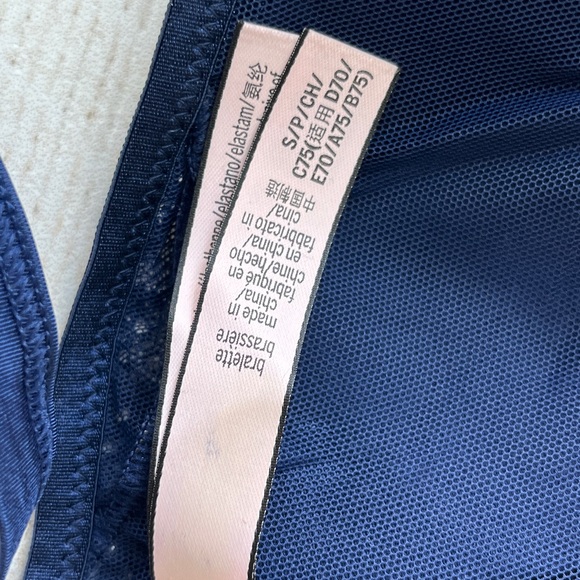 S/P/CH/
C75(适用 D70/
E70/A75/B75)
bralette
brassière
made in
china/
fabriqué en
chine/hecho
en china/
fabbricato in
cina/
中国制造
elastano/elastam/氨纶